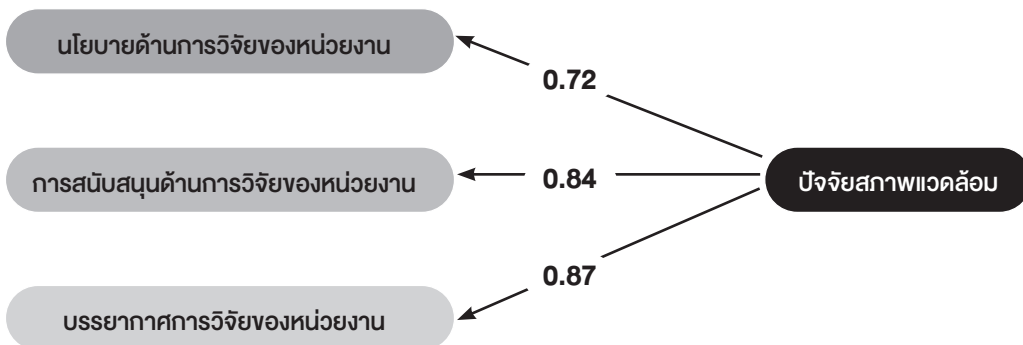 นโยบายด้านการวิจัยของหน่วยงาน
0.72
การสนับสนุนด้านการวิจัยของหน่วยงาน
0.84
ปัจจัยสภาพแวดล้อม
0.87
บรรยากาศการวิจัยของหน่วยงาน